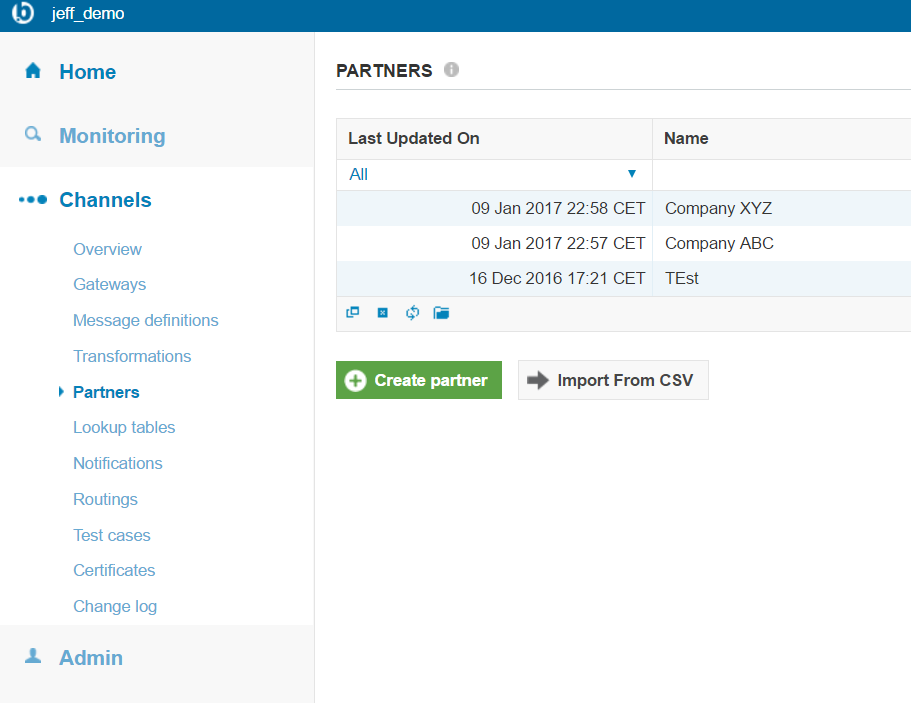 jeff_demo
Home
Monitoring
Channels
Overview
Gateways
Message definitions
Transformations
Partners
Lookup tables
Notifications
Routings
Test cases
Certificates
Change log
Admin
PARTNERS
Last Updated On Name
All
09 Jan 2017 22:58 CET Company XYZ
09 Jan 2017 22:57 CET Company ABC
16 Dec 2016 17:21 CET TEst
Create partner Import From CSV